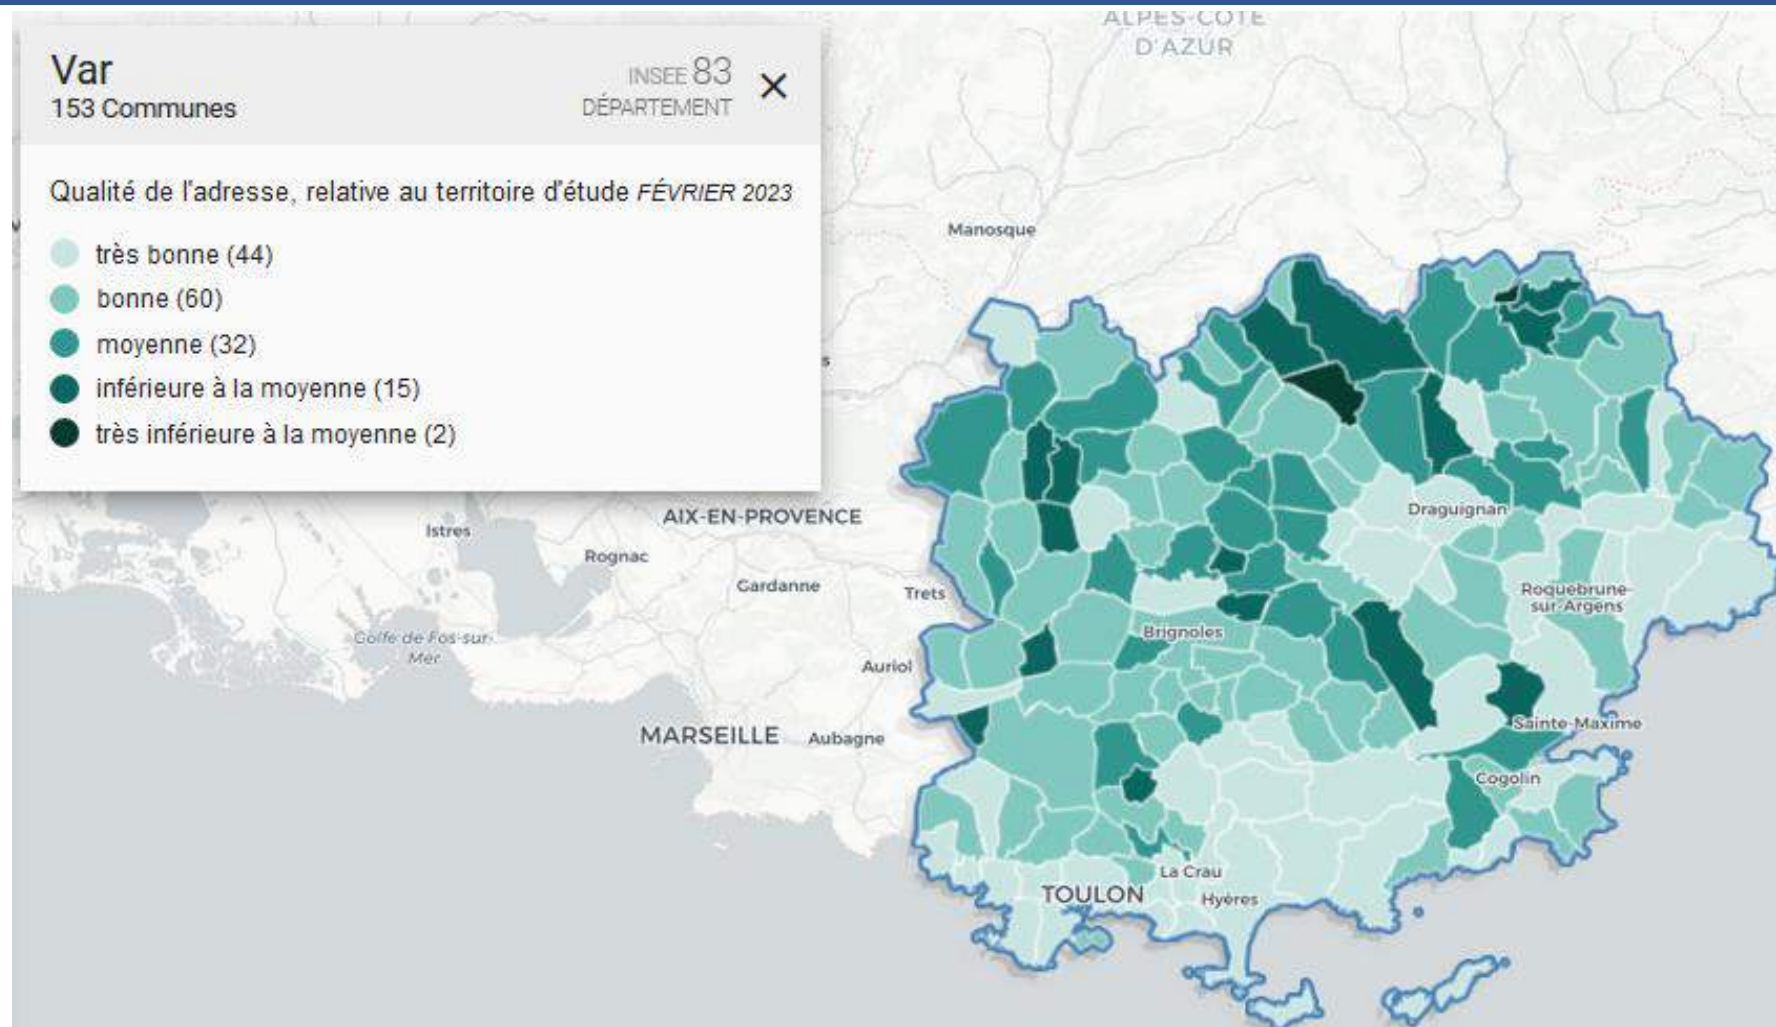 Var
153 Communes
INSEE 83
DÉPARTEMENT
×
Qualité de l'adresse, relative au territoire d'étude FÉVRIER 2023
très bonne (44)
bonne (60)
moyenne (32)
inférieure à la moyenne (15)
très inférieure à la moyenne (2)
ALPES-COTE
D'AZUR
Manosque
Istres
AIX-EN-PROVENCE
Rognac
Gardanne
Trets
Golfe de Fos-sur-
Mer
Auriol
MARSEILLE
Aubagne
Draguignan
Roquebrune-
sur-Argens
Brignoles
Sainte-Maxime
Cogolin
La Crau
TOULON
Hyères